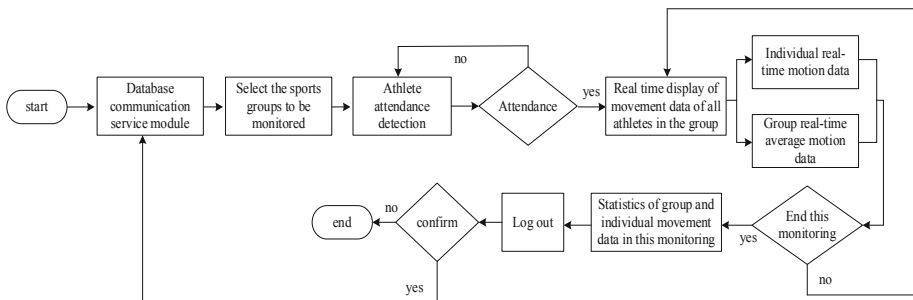 no
Individual real-
time motion data
start
Database
communication
service module
Select the sports
groups to be
monitored
Athlete
attendance
detection
Attendance
yes
Real time display of
movement data of all
athletes in the group
Group real-time
average motion
data
end
no
confirm
Log out
Statistics of group and
individual movement
data in this monitoring
yes
End this
monitoring
yes
no